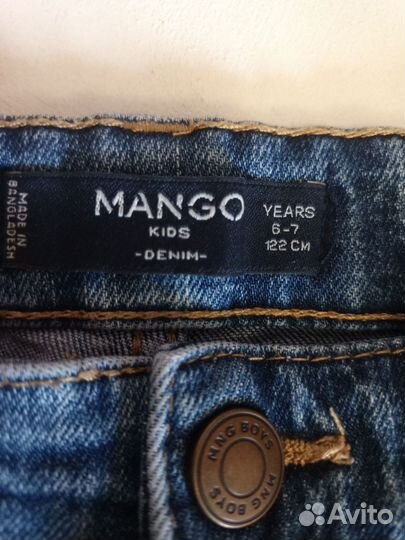 MANGO
KIDS
-DENIM-
YEARS
6-7
122 CM
MADE IN
BANGLADESH
MNG BOYS MNG BOYS
Avito